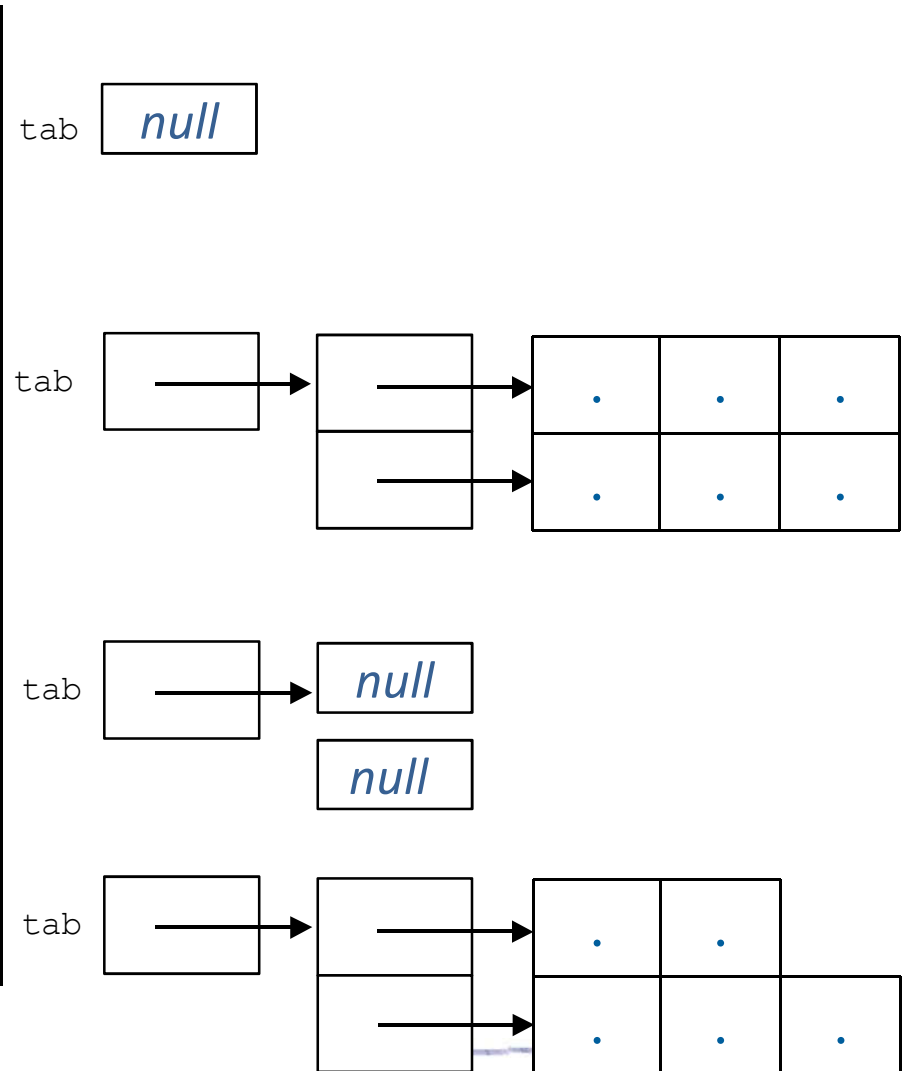 tab null
tab
. . .
. . .
tab null
null
tab
. .
. . .